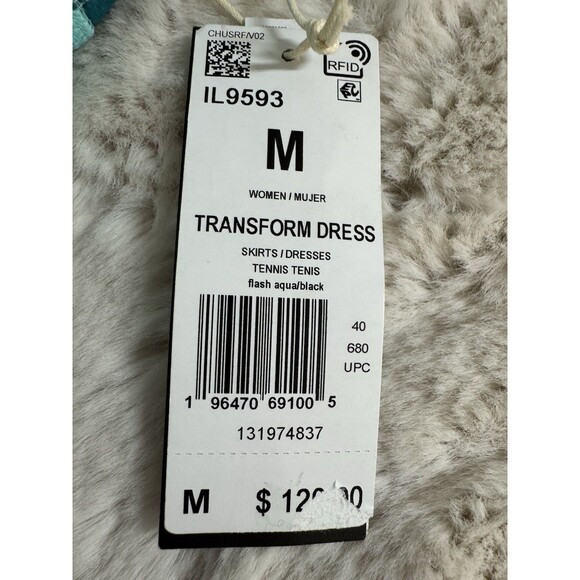 CHUSRF/V02
RFID
IL9593
M
WOMEN / MUJER
TRANSFORM DRESS
SKIRTS / DRESSES
TENNIS TENIS
flash aqua/black
40
680
UPC
1 96470 69100 5
131974837
M $